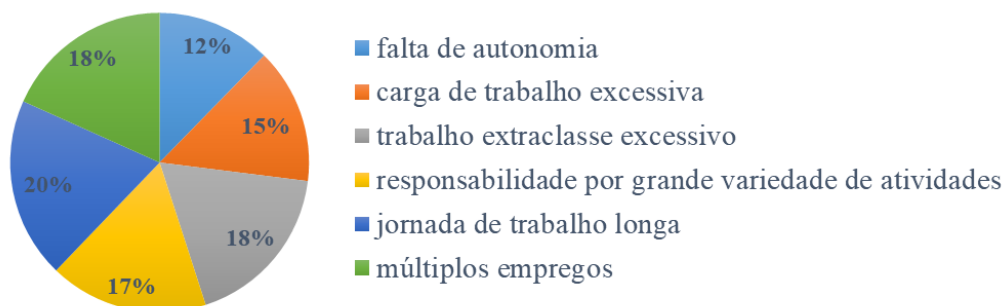 12%
15%
18%
17%
20%
18%
falta de autonomia
carga de trabalho excessiva
trabalho extraclasse excessivo
responsabilidade por grande variedade de atividades
jornada de trabalho longa
múltiplos empregos